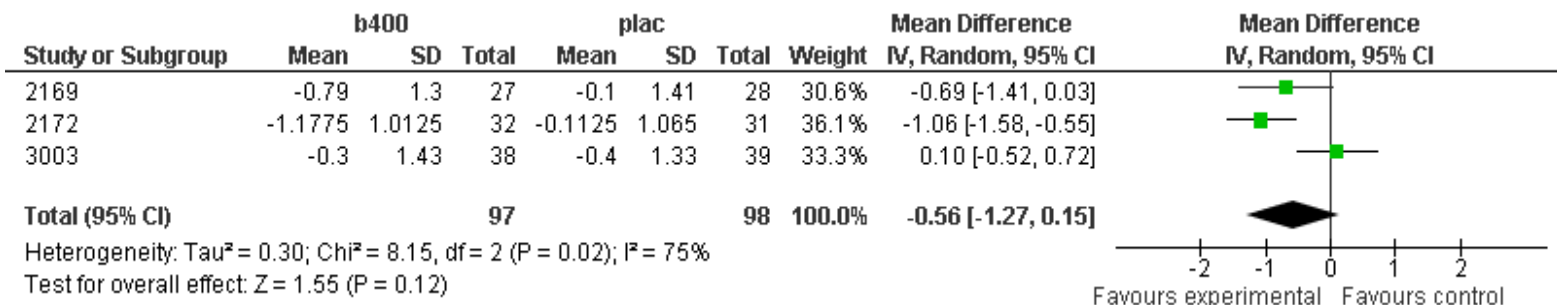 b400 plac Mean Difference Mean Difference
Study or Subgroup Mean SD Total Mean SD Total Weight IV, Random, 95% CI IV, Random, 95% CI
2169 -0.79 1.3 27 -0.1 1.41 28 30.6% -0.69 [-1.41, 0.03]
2172 -1.1775 1.0125 32 -0.1125 1.065 31 36.1% -1.06 [-1.58, -0.55]
3003 -0.3 1.43 38 -0.4 1.33 39 33.3% 0.10 [-0.52, 0.72]
Total (95% CI) 97 98 100.0% -0.56 [-1.27, 0.15]
Heterogeneity: Tau² = 0.30; Chi² = 8.15, df = 2 (P = 0.02); I² = 75%
Test for overall effect: Z = 1.55 (P = 0.12)
-2 -1 0 1 2
Favours experimental Favours control